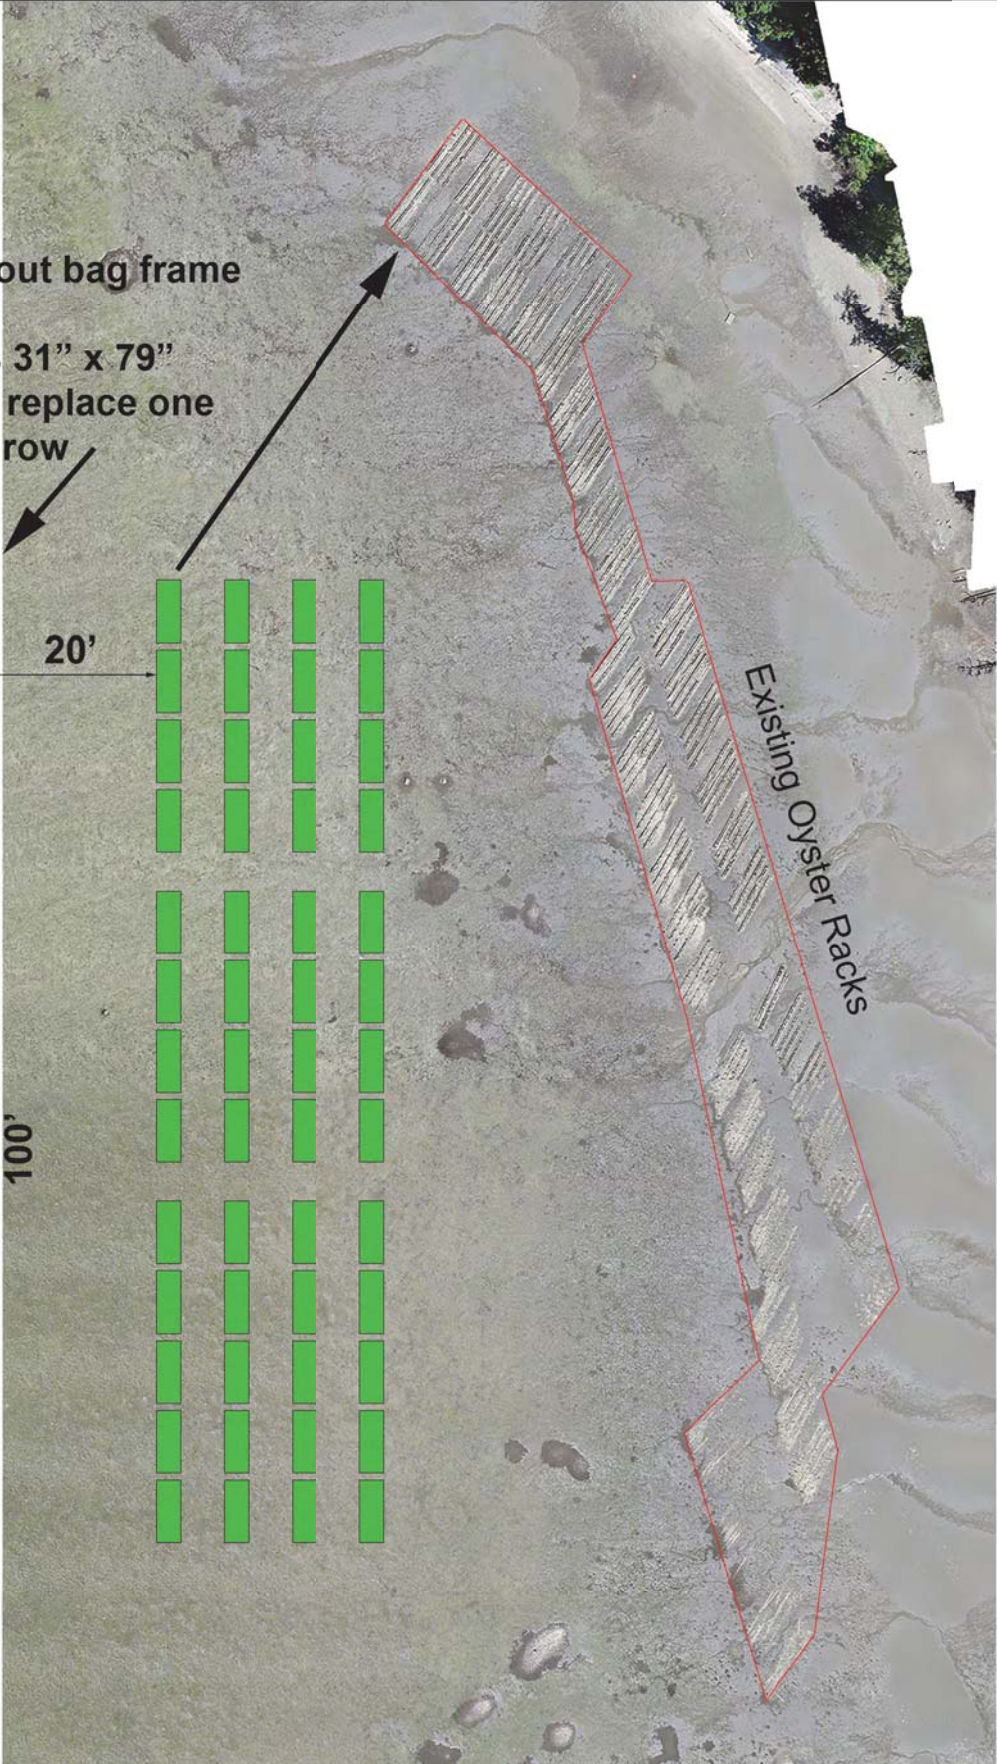 out bag frame
31” x 79”
replace one
row
20’
100’
Existing Oyster Racks